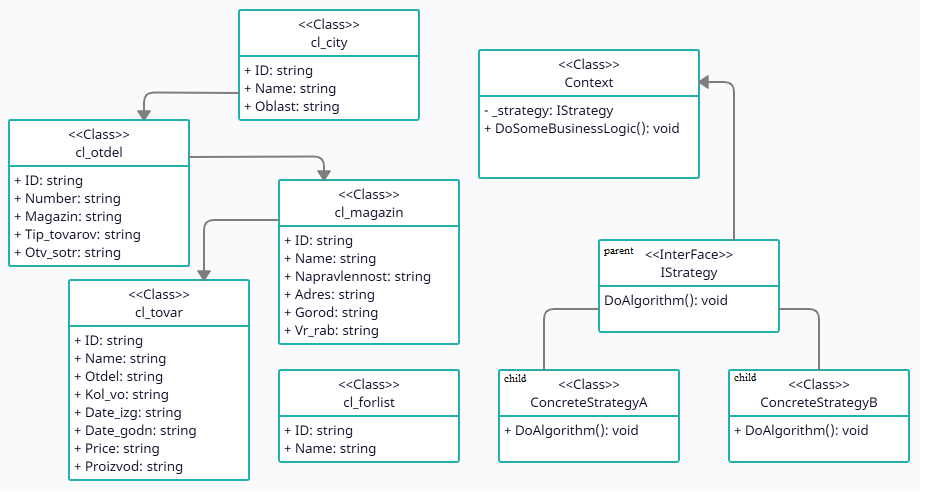 <<Class>>
cl_city
+ ID: string
+ Name: string
+ Oblast: string
<<Class>>
Context
- _strategy: IStrategy
+ DoSomeBusinessLogic(): void
<<Class>>
cl_otdel
+ ID: string
+ Number: string
+ Magazin: string
+ Tip_tovarov: string
+ Otv_sotr: string
<<Class>>
cl_magazin
+ ID: string
+ Name: string
+ Napravlennost: string
+ Adres: string
+ Gorod: string
+ Vr_rab: string
parent <<InterFace>>
IStrategy
DoAlgorithm(): void
<<Class>>
cl_tovar
+ ID: string
+ Name: string
+ Otdel: string
+ Kol_vo: string
+ Date_izg: string
+ Date_godn: string
+ Price: string
+ Proizvod: string
<<Class>>
cl_forlist
+ ID: string
+ Name: string
child <<Class>>
ConcreteStrategyA
+ DoAlgorithm(): void
child <<Class>>
ConcreteStrategyB
+ DoAlgorithm(): void